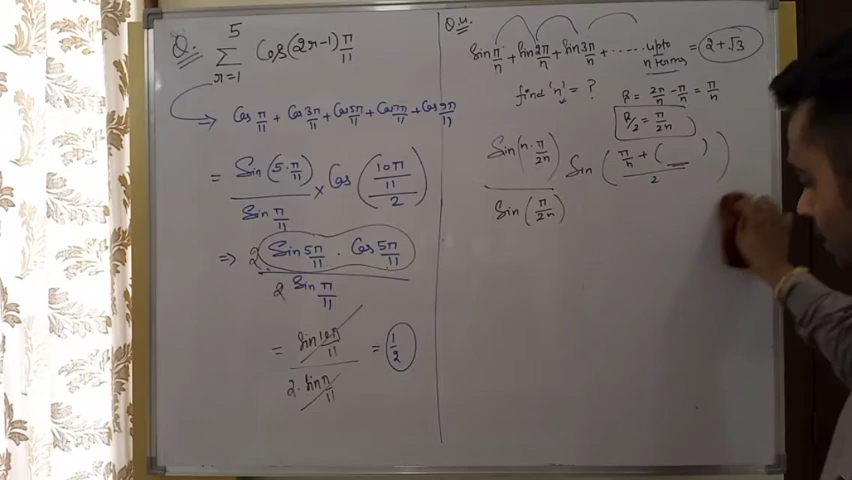 Q. 5
∑ Cos(2r-1)π/11
r=1
→ Cos π/11 + Cos 3π/11 + Cos 5π/11 + Cos 7π/11 + Cos 9π/11
= Sin(5·π/11) / Sin π/11 × Cos((10π/11)/2)
⇒ 2 Sin 5π/11 · Cos 5π/11 / 2 Sin π/11
= Sin 10π/11 / 2·Sin π/11 = 1/2
Q.4.
Sin π/n + Sin 2π/n + Sin 3π/n + ...... upto n terms = 2+√3
find 'n' = ? β = 2π/n - π/n = π/n
β/2 = π/2n
Sin(n·π/2n) / Sin(π/2n) Sin((π/n + ( __ ))/2)